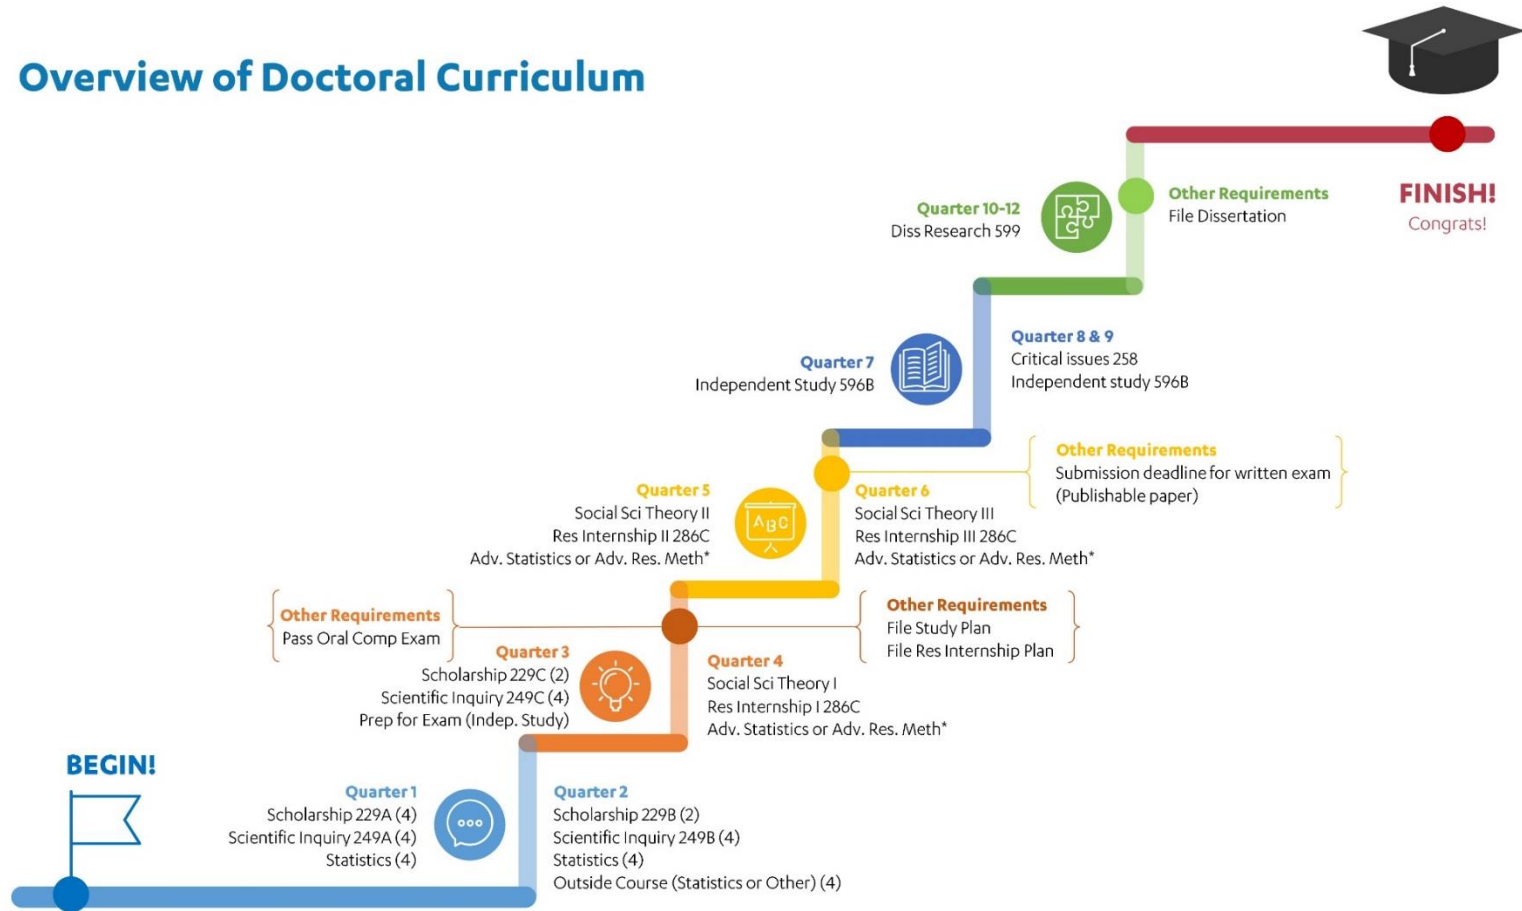 Overview of Doctoral Curriculum
BEGIN!
Quarter 1
Scholarship 229A (4)
Scientific Inquiry 249A (4)
Statistics (4)
Quarter 2
Scholarship 229B (2)
Scientific Inquiry 249B (4)
Statistics (4)
Outside Course (Statistics or Other) (4)
Quarter 3
Scholarship 229C (2)
Scientific Inquiry 249C (4)
Prep for Exam (Indep. Study)
Other Requirements
Pass Oral Comp Exam
Quarter 4
Social Sci Theory I
Res Internship I 286C
Adv. Statistics or Adv. Res. Meth*
Other Requirements
File Study Plan
File Res Internship Plan
Quarter 5
Social Sci Theory II
Res Internship II 286C
Adv. Statistics or Adv. Res. Meth*
ABC
Quarter 6
Social Sci Theory III
Res Internship III 286C
Adv. Statistics or Adv. Res. Meth*
Other Requirements
Submission deadline for written exam
(Publishable paper)
Quarter 7
Independent Study 596B
Quarter 8 & 9
Critical issues 258
Independent study 596B
Quarter 10-12
Diss Research 599
Other Requirements
File Dissertation
FINISH!
Congrats!